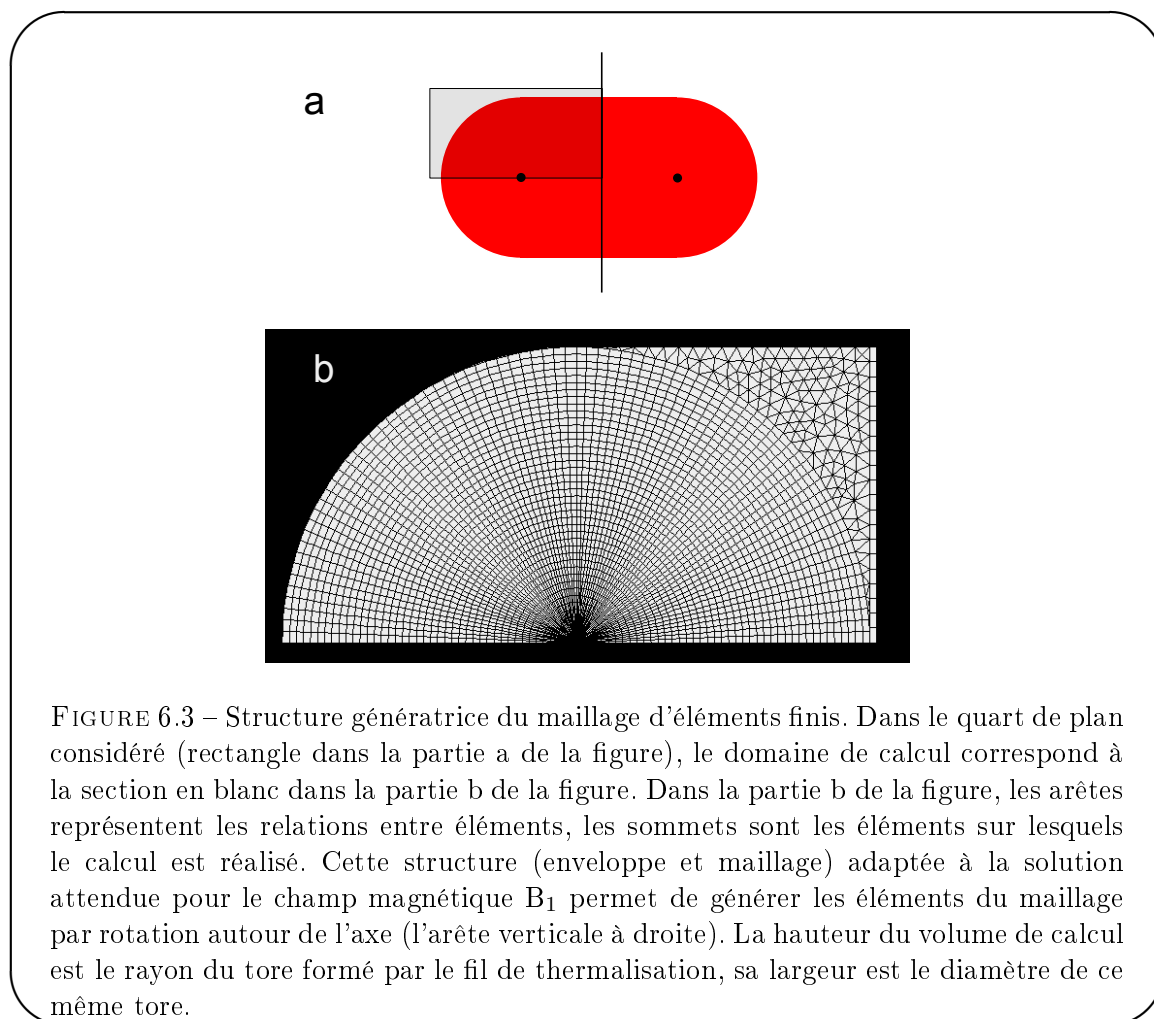 a
b
FIGURE 6.3 – Structure génératrice du maillage d'éléments finis. Dans le quart de plan
considéré (rectangle dans la partie a de la figure), le domaine de calcul correspond à
la section en blanc dans la partie b de la figure. Dans la partie b de la figure, les arêtes
représentent les relations entre éléments, les sommets sont les éléments sur lesquels
le calcul est réalisé. Cette structure (enveloppe et maillage) adaptée à la solution
attendue pour le champ magnétique B₁ permet de générer les éléments du maillage
par rotation autour de l'axe (l'arête verticale à droite). La hauteur du volume de calcul
est le rayon du tore formé par le fil de thermalisation, sa largeur est le diamètre de ce
même tore.